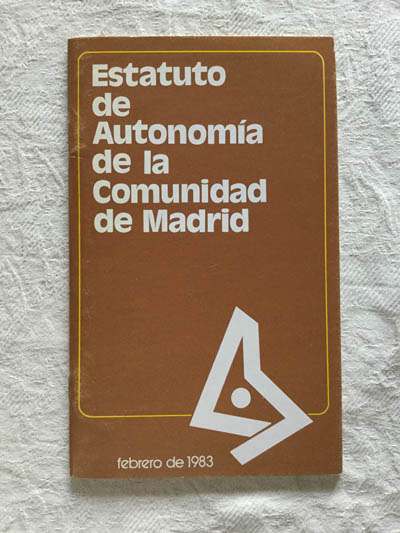 Estatuto
de
Autonomía
de la
Comunidad
de Madrid
febrero de 1983